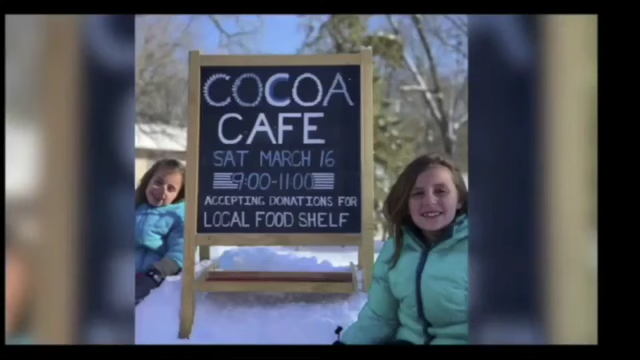 COCOA
CAFE
SAT MARCH 16
9:00-11:00
ACCEPTING DONATIONS FOR
LOCAL FOOD SHELF